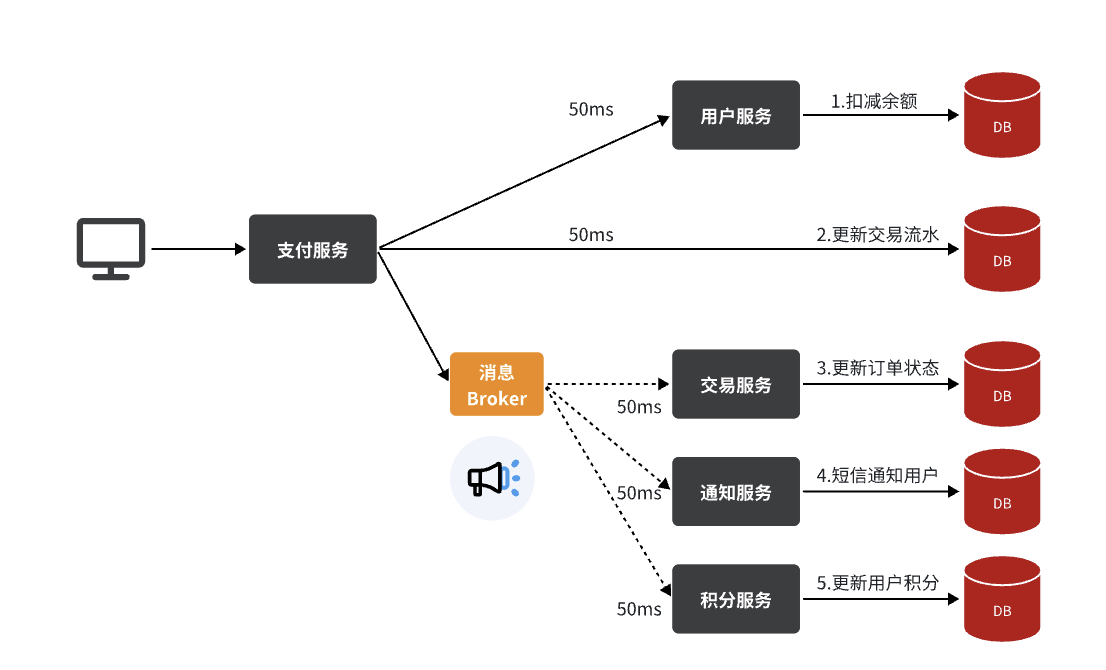 50ms
用户服务
1.扣减余额
DB
支付服务
50ms
2.更新交易流水
DB
消息
Broker
50ms
交易服务
3.更新订单状态
DB
50ms
通知服务
4.短信通知用户
DB
50ms
积分服务
5.更新用户积分
DB